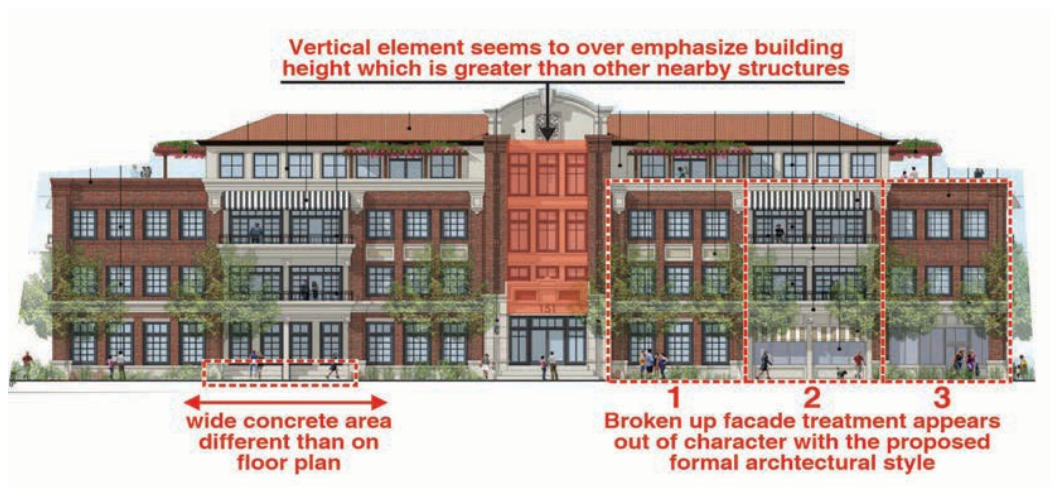 Vertical element seems to over emphasize building
height which is greater than other nearby structures
151
1
2
3
wide concrete area
different than on
floor plan
Broken up facade treatment appears
out of character with the proposed
formal archtectural style